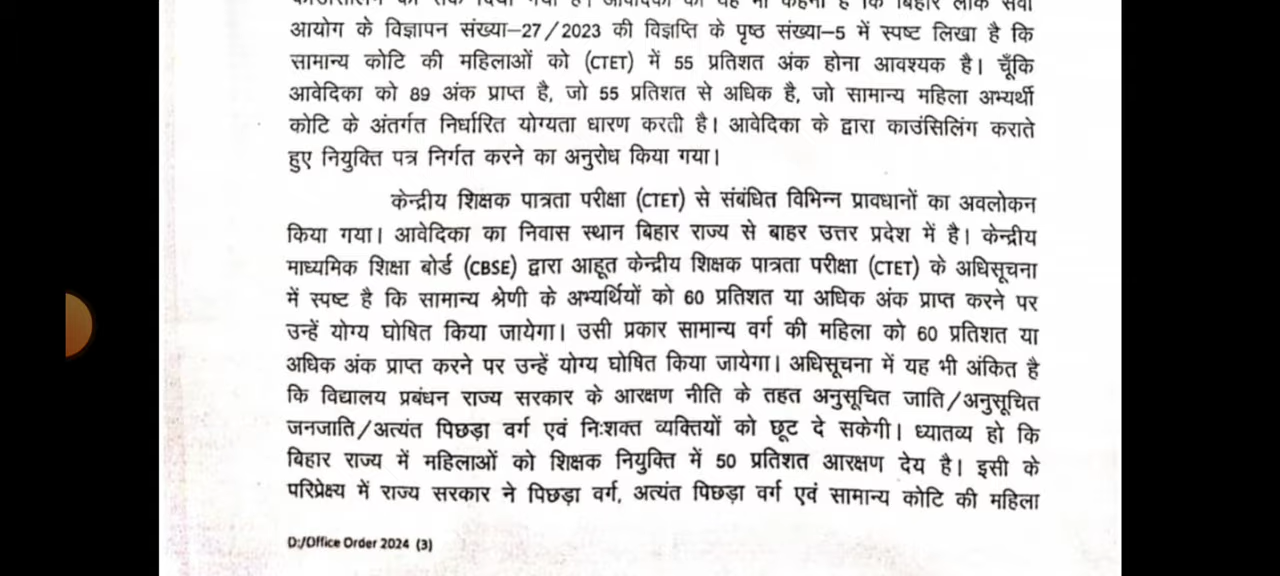 काउंसिलिंग को रोक दिया गया है। आवेदिका का यह भी कहना है कि बिहार लोक सेवा
आयोग के विज्ञापन संख्या–27/2023 की विज्ञप्ति के पृष्ठ संख्या–5 में स्पष्ट लिखा है कि
सामान्य कोटि की महिलाओं को (CTET) में 55 प्रतिशत अंक होना आवश्यक है। चूँकि
आवेदिका को 89 अंक प्राप्त है, जो 55 प्रतिशत से अधिक है, जो सामान्य महिला अभ्यर्थी
कोटि के अंतर्गत निर्धारित योग्यता धारण करती है। आवेदिका के द्वारा काउंसिलिंग कराते
हुए नियुक्ति पत्र निर्गत करने का अनुरोध किया गया।
केन्द्रीय शिक्षक पात्रता परीक्षा (CTET) से संबंधित विभिन्न प्रावधानों का अवलोकन
किया गया। आवेदिका का निवास स्थान बिहार राज्य से बाहर उत्तर प्रदेश में है। केन्द्रीय
माध्यमिक शिक्षा बोर्ड (CBSE) द्वारा आहूत केन्द्रीय शिक्षक पात्रता परीक्षा (CTET) के अधिसूचना
में स्पष्ट है कि सामान्य श्रेणी के अभ्यर्थियों को 60 प्रतिशत या अधिक अंक प्राप्त करने पर
उन्हें योग्य घोषित किया जायेगा। उसी प्रकार सामान्य वर्ग की महिला को 60 प्रतिशत या
अधिक अंक प्राप्त करने पर उन्हें योग्य घोषित किया जायेगा। अधिसूचना में यह भी अंकित है
कि विद्यालय प्रबंधन राज्य सरकार के आरक्षण नीति के तहत अनुसूचित जाति/अनुसूचित
जनजाति/अत्यंत पिछड़ा वर्ग एवं निःशक्त व्यक्तियों को छूट दे सकेगी। ध्यातव्य हो कि
बिहार राज्य में महिलाओं को शिक्षक नियुक्ति में 50 प्रतिशत आरक्षण देय है। इसी के
परिप्रेक्ष्य में राज्य सरकार ने पिछड़ा वर्ग, अत्यंत पिछड़ा वर्ग एवं सामान्य कोटि की महिला
D:/Office Order 2024 (3)